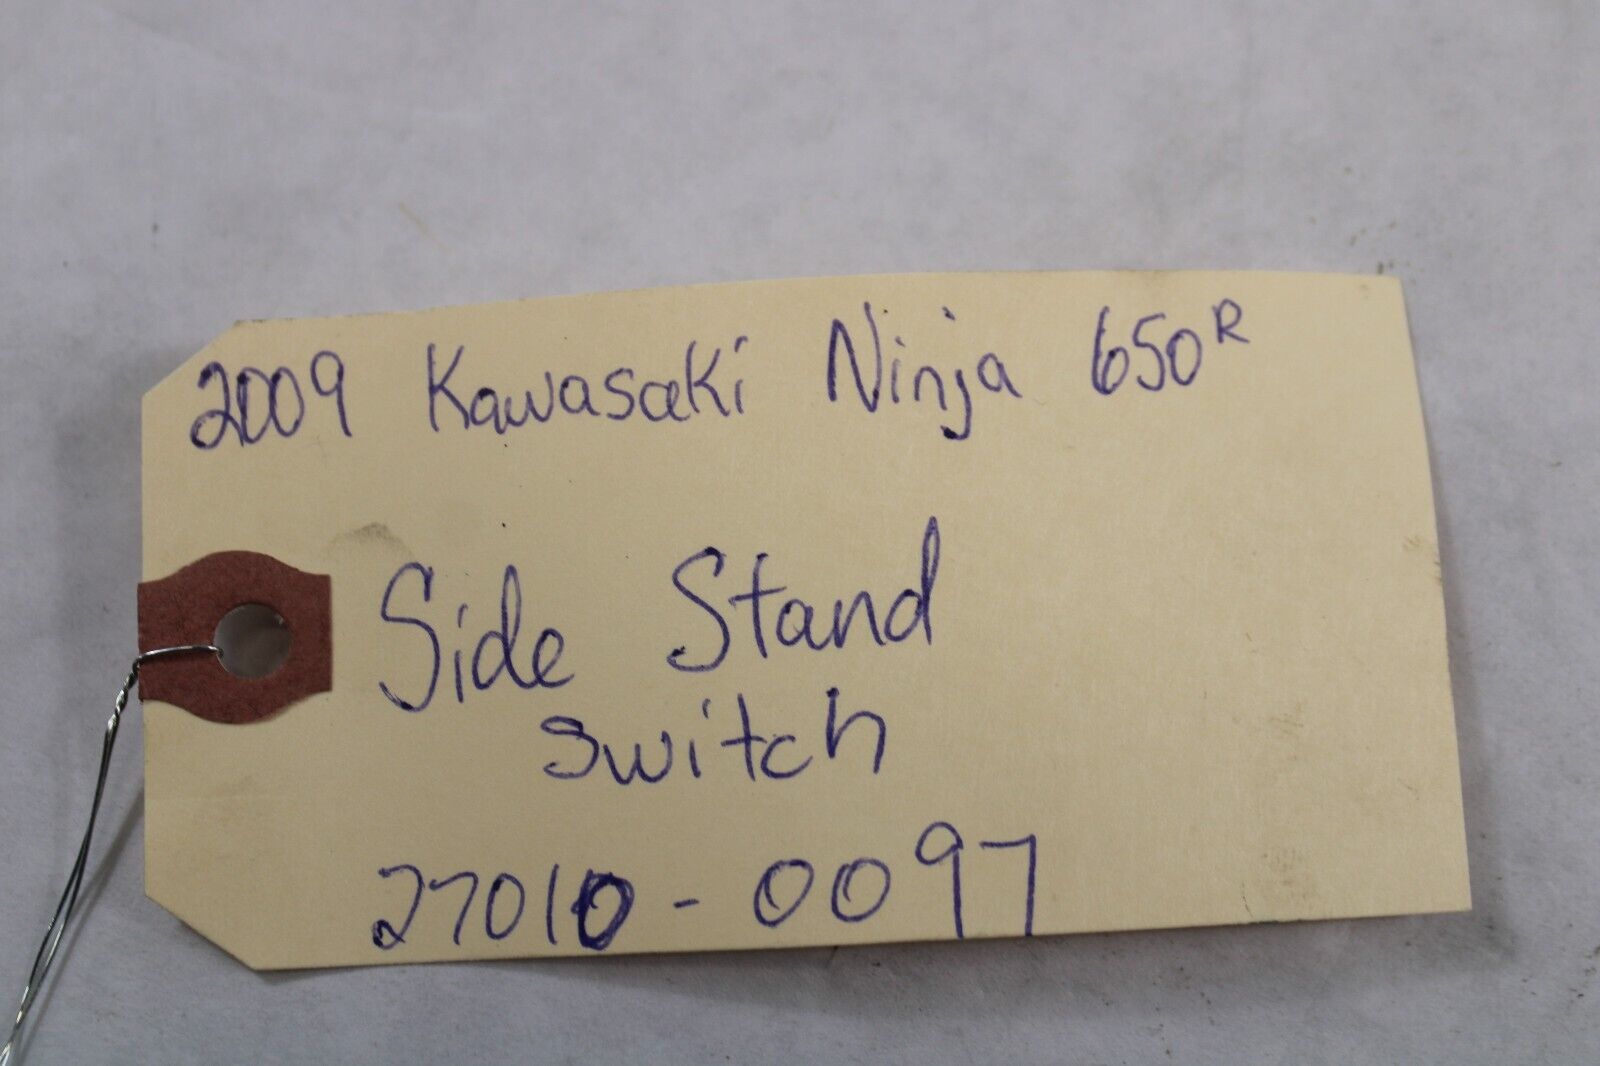 2009 Kawasaki Ninja 650R
Side Stand
Switch
27010-0097